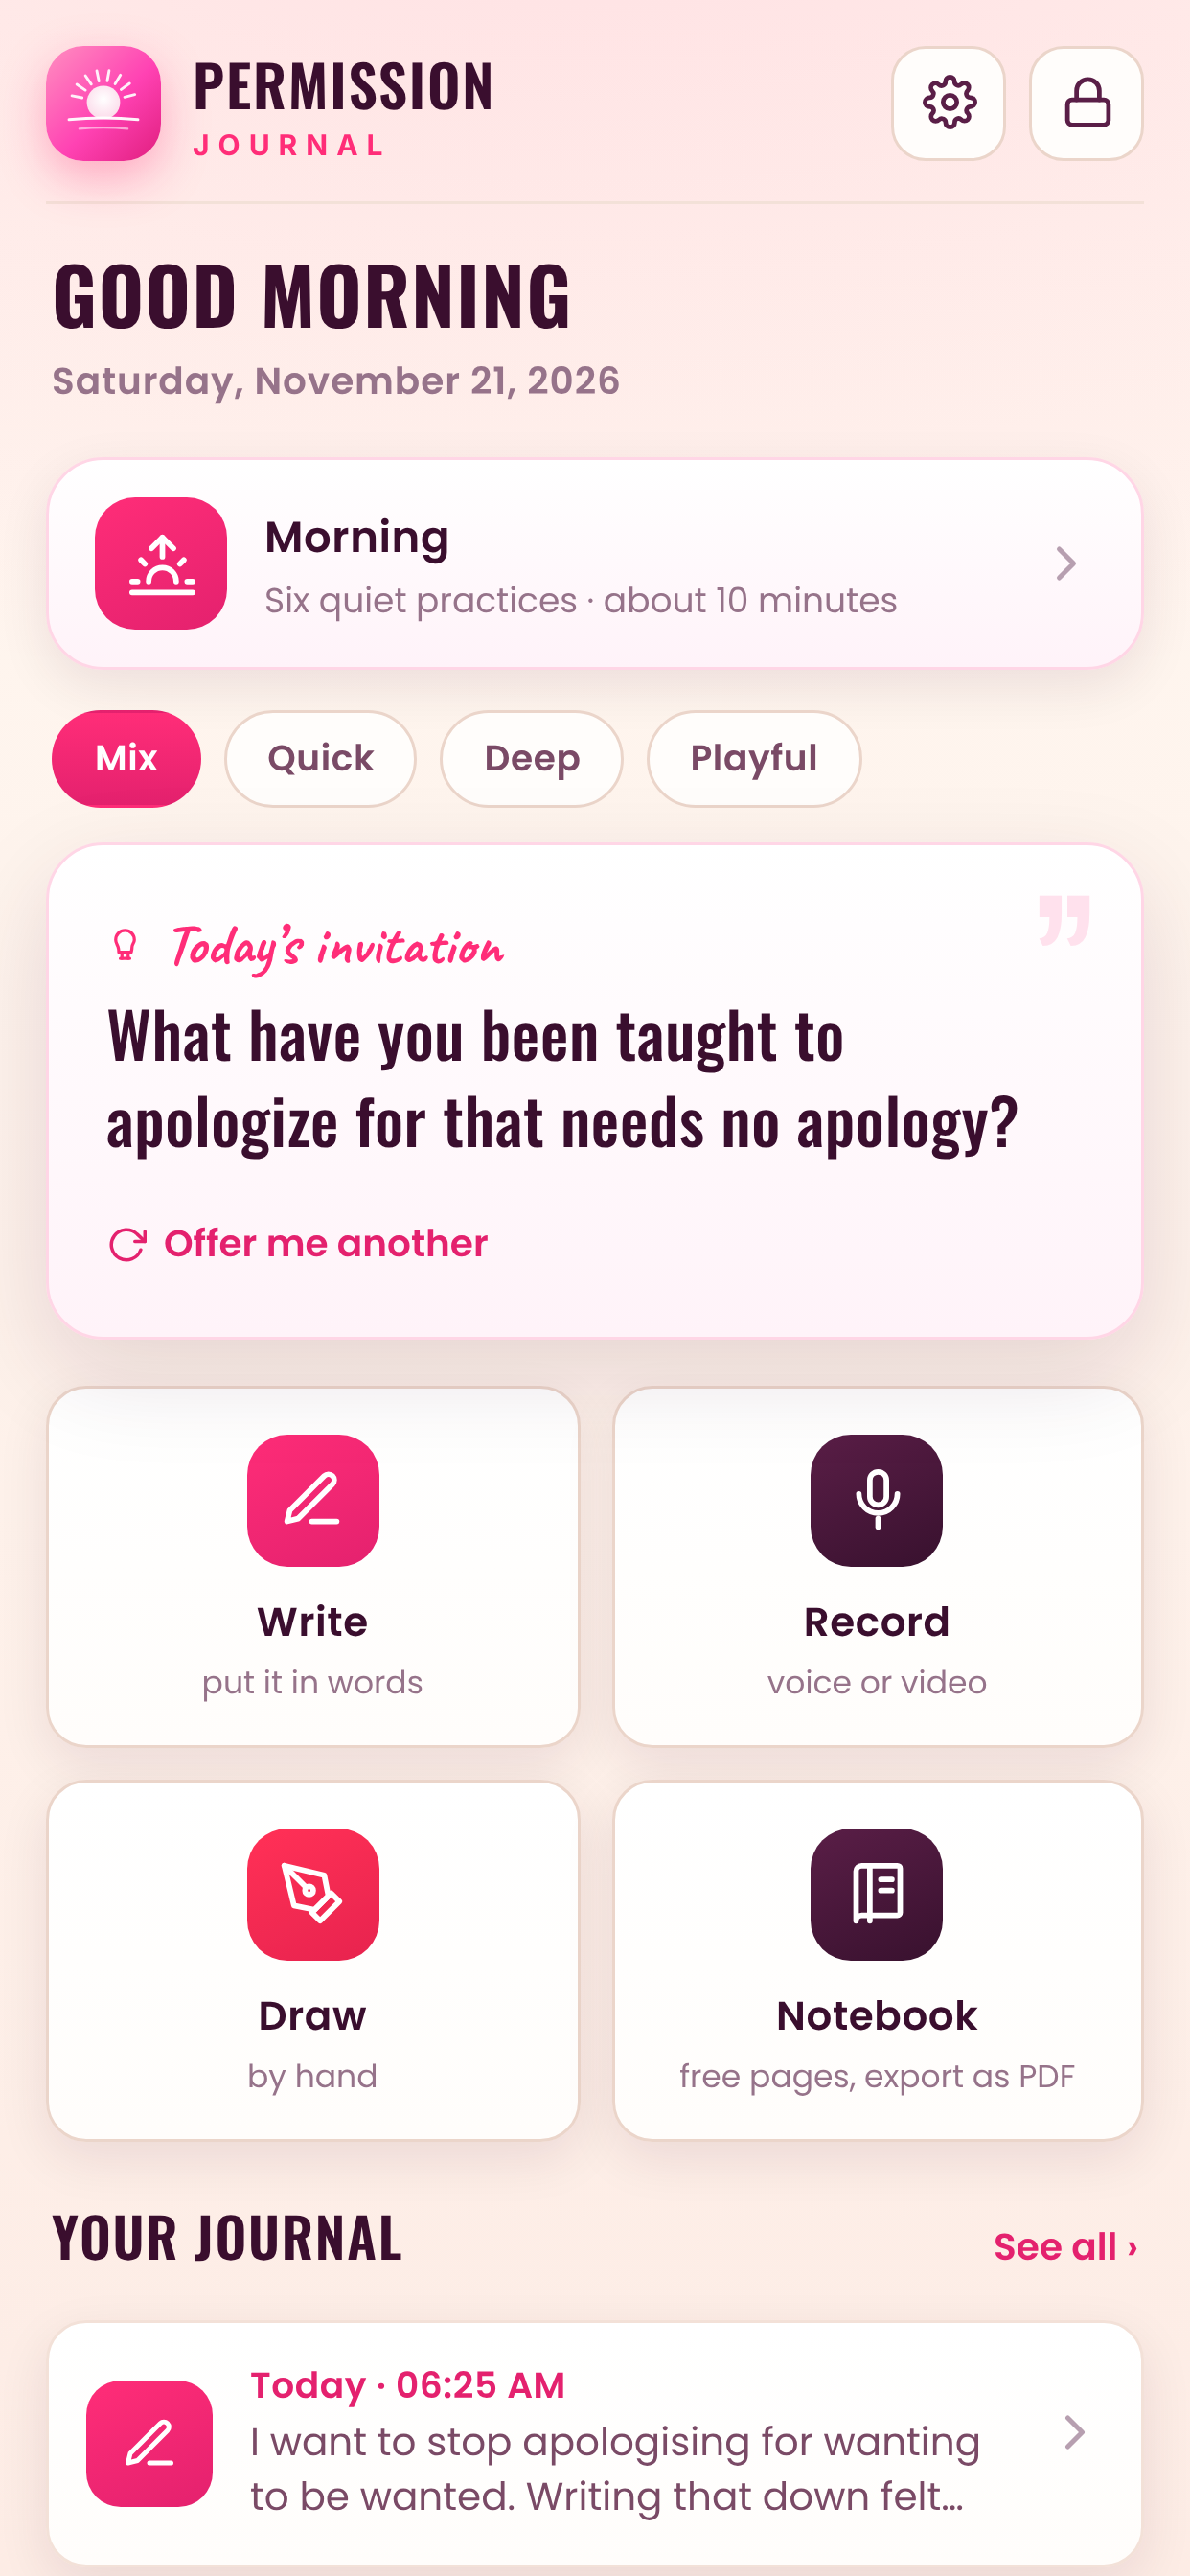 PERMISSION
JOURNAL
GOOD MORNING
Saturday, November 21, 2026
Morning
Six quiet practices · about 10 minutes
Mix
Quick
Deep
Playful
”
Today’s invitation
What have you been taught to
apologize for that needs no apology?
Offer me another
Write
put it in words
Record
voice or video
Draw
by hand
Notebook
free pages, export as PDF
YOUR JOURNAL
See all ›
Today · 06:25 AM
I want to stop apologising for wanting
to be wanted. Writing that down felt…